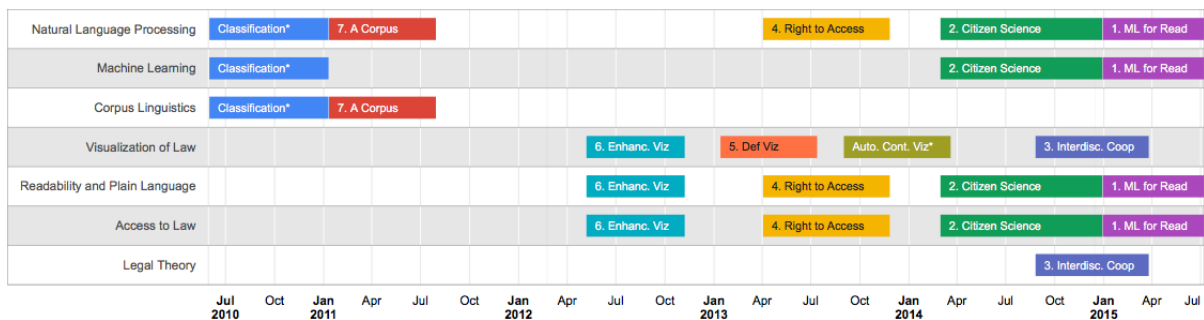 Natural Language Processing Classification* 7. A Corpus 4. Right to Access 2. Citizen Science 1. ML for Read
Machine Learning Classification* 2. Citizen Science 1. ML for Read
Corpus Linguistics Classification* 7. A Corpus
Visualization of Law 6. Enhanc. Viz 5. Def Viz Auto. Cont. Viz* 3. Interdisc. Coop
Readability and Plain Language 6. Enhanc. Viz 4. Right to Access 2. Citizen Science 1. ML for Read
Access to Law 6. Enhanc. Viz 4. Right to Access 2. Citizen Science 1. ML for Read
Legal Theory 3. Interdisc. Coop
Jul Oct Jan Apr Jul Oct Jan Apr Jul Oct Jan Apr Jul Oct Jan Apr Jul Oct Jan Apr Jul
2010 2011 2012 2013 2014 2015